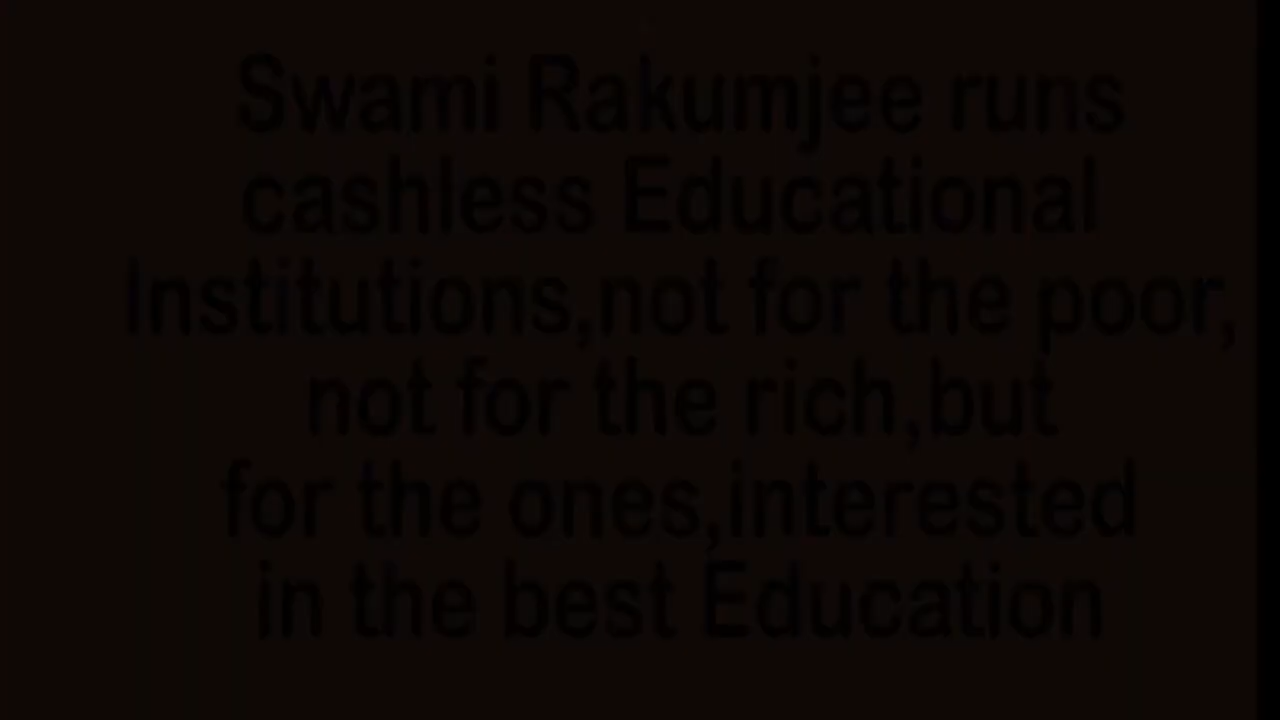 Swami Rakumjee runs
cashless Educational
Institutions,not for the poor,
not for the rich,but
for the ones,interested
in the best Education